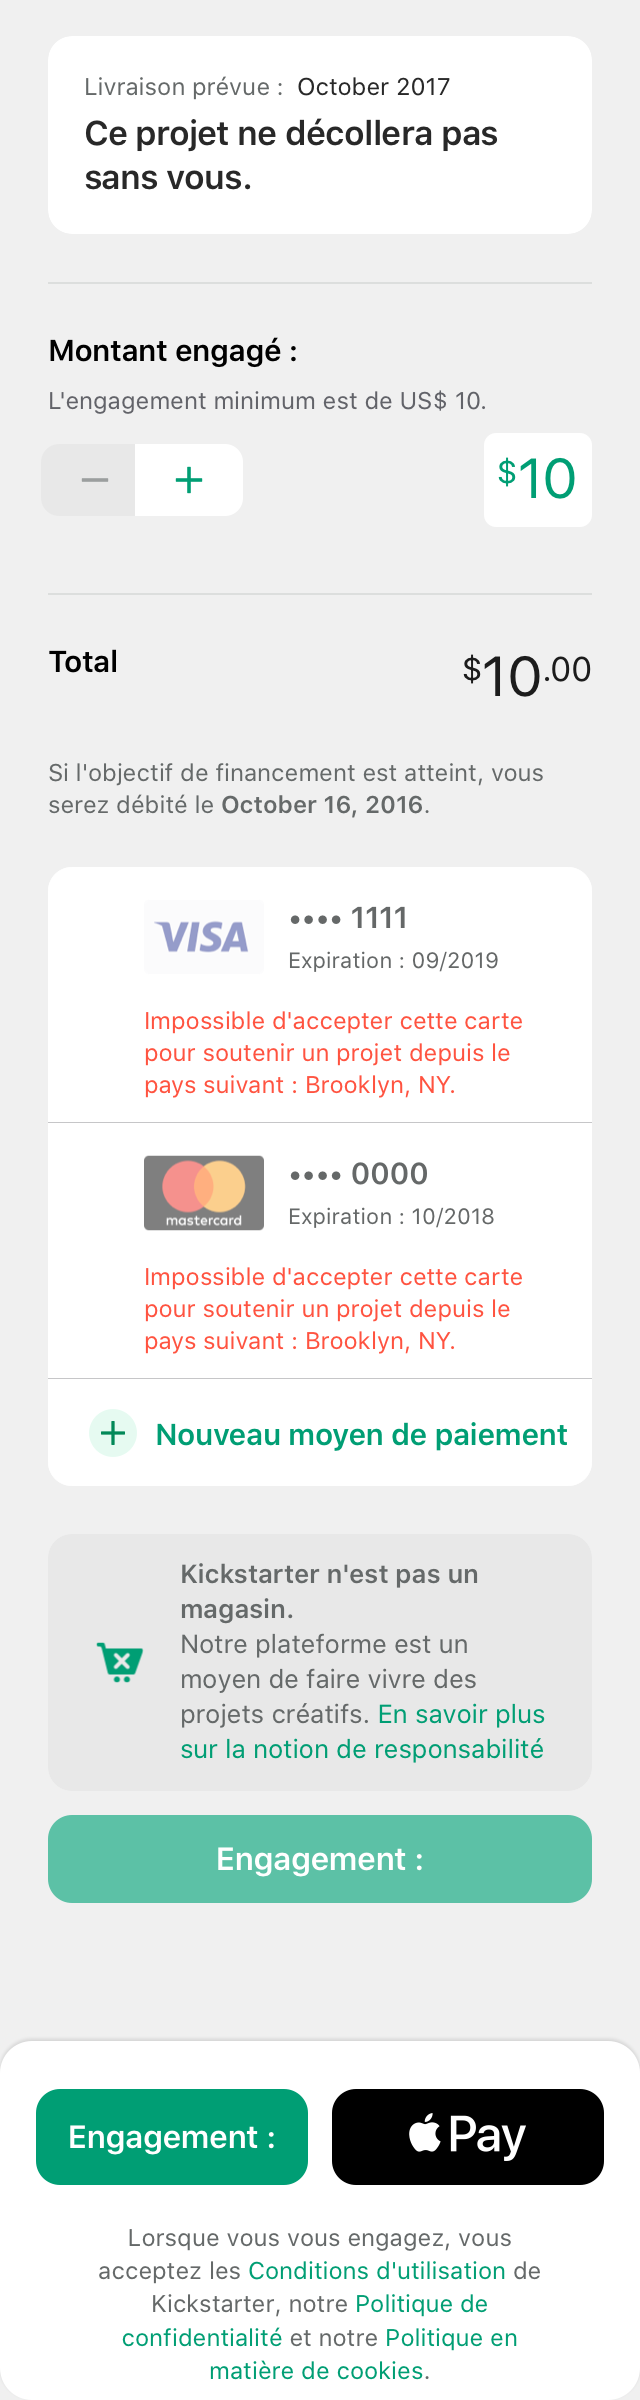 Livraison prévue : October 2017
Ce projet ne décollera pas
sans vous.
Montant engagé :
L'engagement minimum est de US$ 10.
$10
Total
$10.00
Si l'objectif de financement est atteint, vous
serez débité le October 16, 2016.
VISA
•••• 1111
Expiration : 09/2019
Impossible d'accepter cette carte
pour soutenir un projet depuis le
pays suivant : Brooklyn, NY.
mastercard
•••• 0000
Expiration : 10/2018
Impossible d'accepter cette carte
pour soutenir un projet depuis le
pays suivant : Brooklyn, NY.
Nouveau moyen de paiement
Kickstarter n'est pas un
magasin.
Notre plateforme est un
moyen de faire vivre des
projets créatifs. En savoir plus
sur la notion de responsabilité
Engagement :
Engagement :
Pay
Lorsque vous vous engagez, vous
acceptez les Conditions d'utilisation de
Kickstarter, notre Politique de
confidentialité et notre Politique en
matière de cookies.